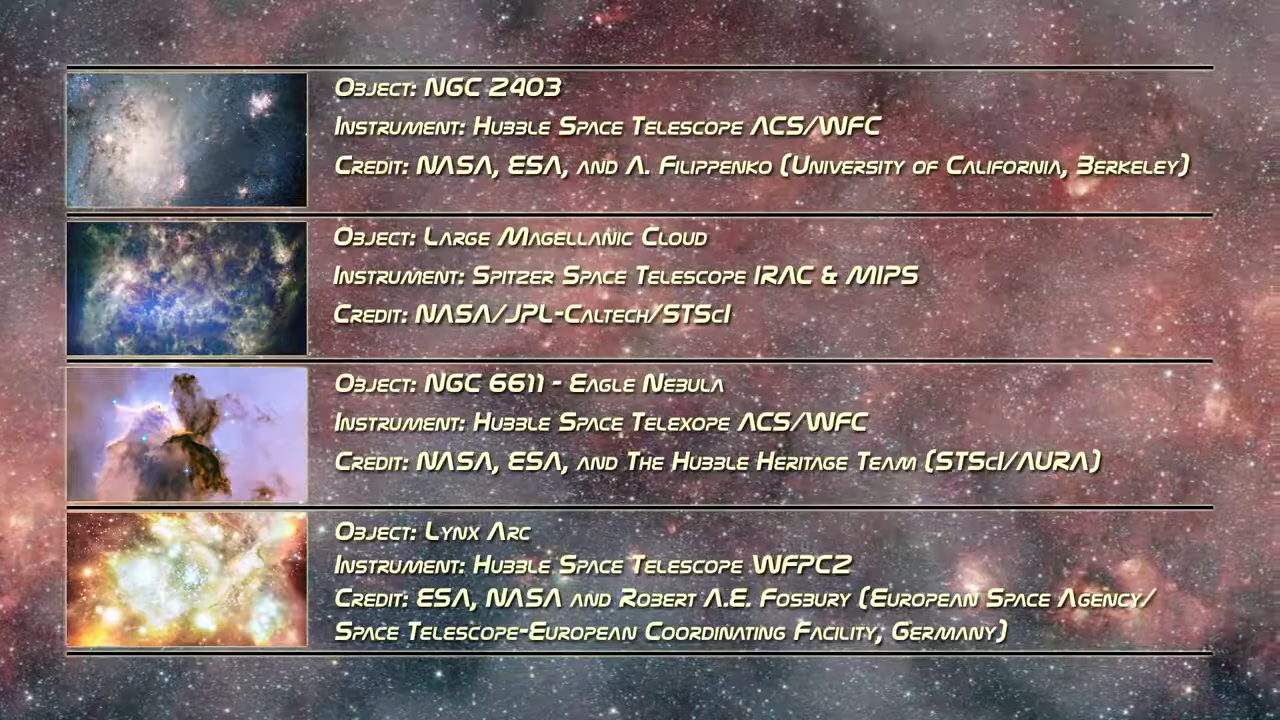 Object: NGC 2403
Instrument: Hubble Space Telescope ACS/WFC
Credit: NASA, ESA, and A. Filippenko (University of California, Berkeley)
Object: Large Magellanic Cloud
Instrument: Spitzer Space Telescope IRAC & MIPS
Credit: NASA/JPL-Caltech/STScI
Object: NGC 6611 - Eagle Nebula
Instrument: Hubble Space Telexope ACS/WFC
Credit: NASA, ESA, and The Hubble Heritage Team (STScI/AURA)
Object: Lynx Arc
Instrument: Hubble Space Telescope WFPC2
Credit: ESA, NASA and Robert A.E. Fosbury (European Space Agency/
Space Telescope-European Coordinating Facility, Germany)